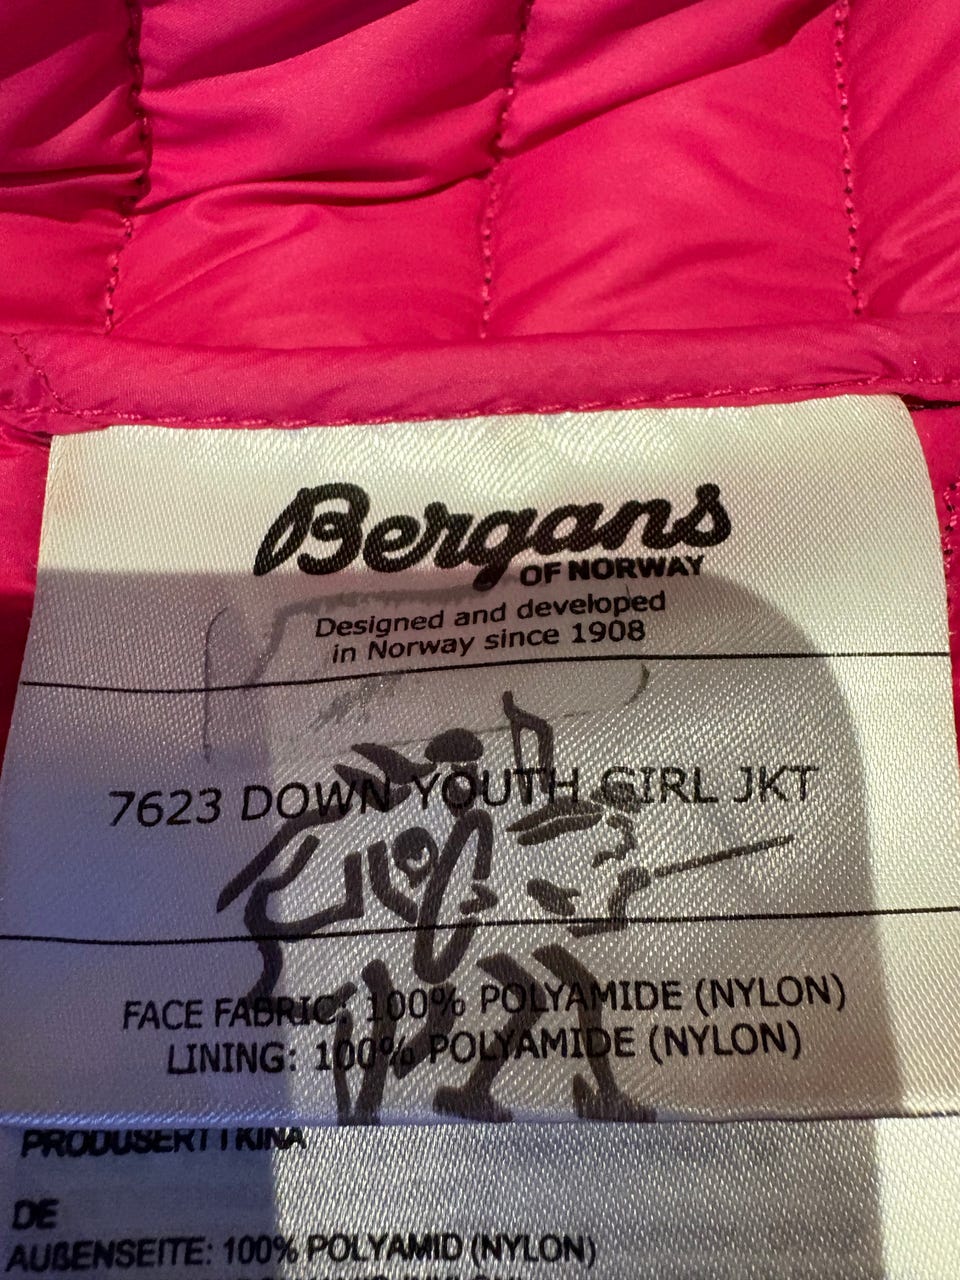 Bergans
OF NORWAY
Designed and developed
in Norway since 1908
7623 DOWN YOUTH GIRL JKT
FACE FABRIC: 100% POLYAMIDE (NYLON)
LINING: 100% POLYAMIDE (NYLON)
PRODUSERT I KINA
DE
AUßENSEITE: 100% POLYAMID (NYLON)